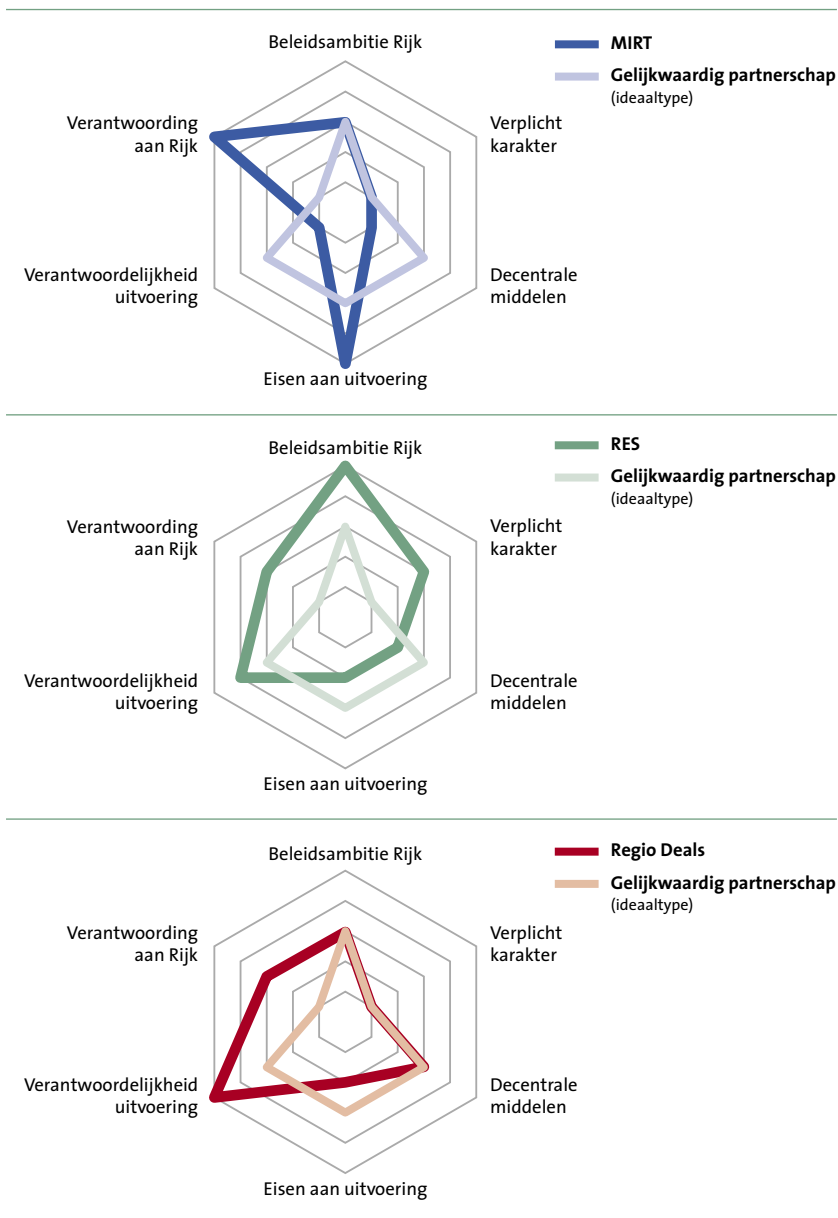 Beleidsambitie Rijk
MIRT
Gelijkwaardig partnerschap
(ideaaltype)
Verantwoording
aan Rijk
Verplicht
karakter
Verantwoordelijkheid
uitvoering
Decentrale
middelen
Eisen aan uitvoering
Beleidsambitie Rijk
RES
Gelijkwaardig partnerschap
(ideaaltype)
Verantwoording
aan Rijk
Verplicht
karakter
Verantwoordelijkheid
uitvoering
Decentrale
middelen
Eisen aan uitvoering
Beleidsambitie Rijk
Regio Deals
Gelijkwaardig partnerschap
(ideaaltype)
Verantwoording
aan Rijk
Verplicht
karakter
Verantwoordelijkheid
uitvoering
Decentrale
middelen
Eisen aan uitvoering